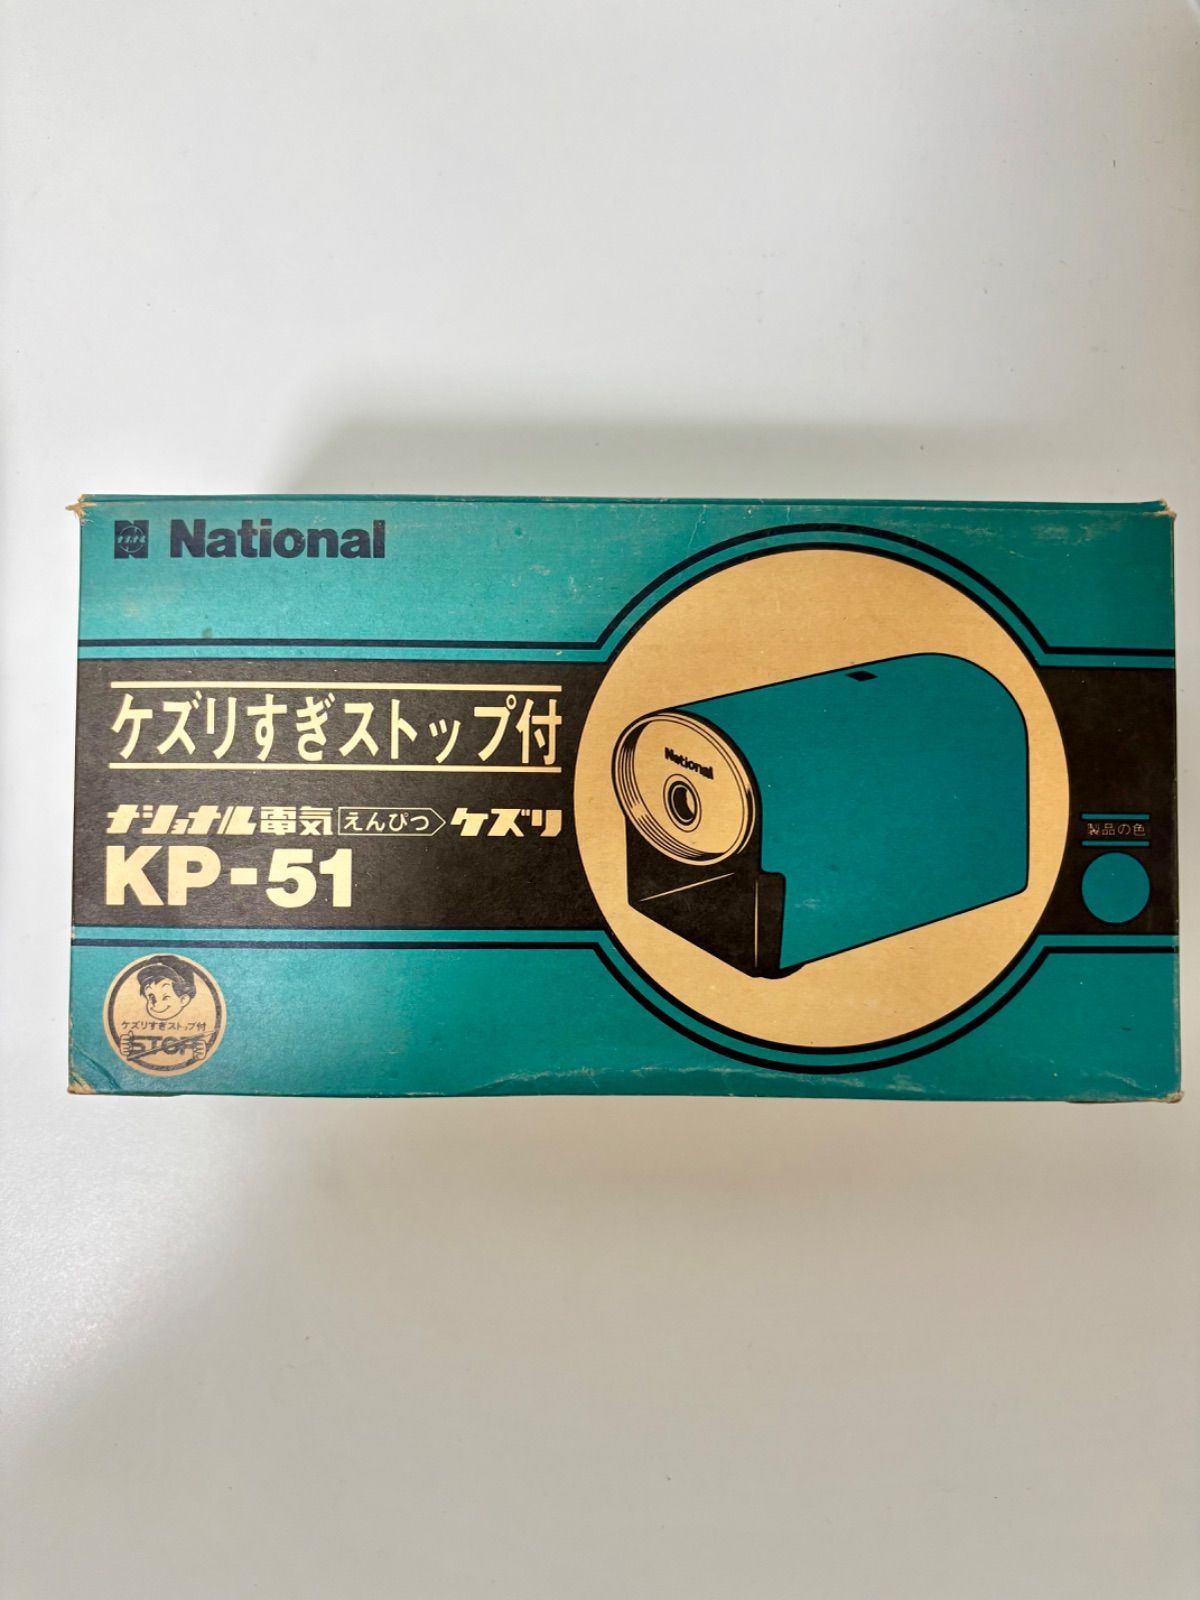 National
ケズリすぎストップ付
ナショナル電気えんぴつケズリ
KP-51
National
製品の色
ケズリすぎストップ付
STOP